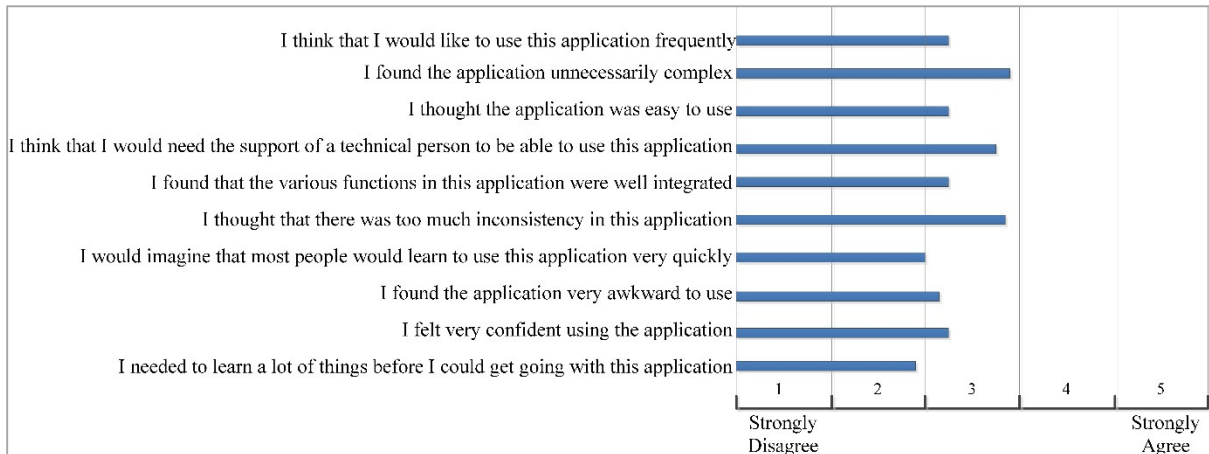 I think that I would like to use this application frequently
I found the application unnecessarily complex
I thought the application was easy to use
I think that I would need the support of a technical person to be able to use this application
I found that the various functions in this application were well integrated
I thought that there was too much inconsistency in this application
I would imagine that most people would learn to use this application very quickly
I found the application very awkward to use
I felt very confident using the application
I needed to learn a lot of things before I could get going with this application
1 2 3 4 5
Strongly Strongly
Disagree Agree